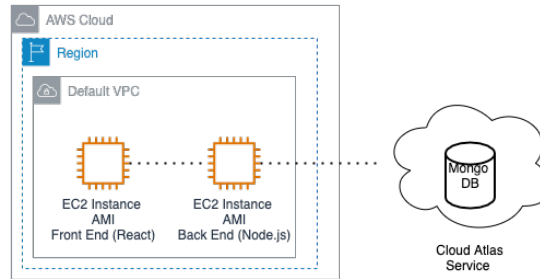 AWS Cloud
Region
Default VPC
EC2 Instance
AMI
Front End (React)
EC2 Instance
AMI
Back End (Node.js)
Mongo
DB
Cloud Atlas
Service